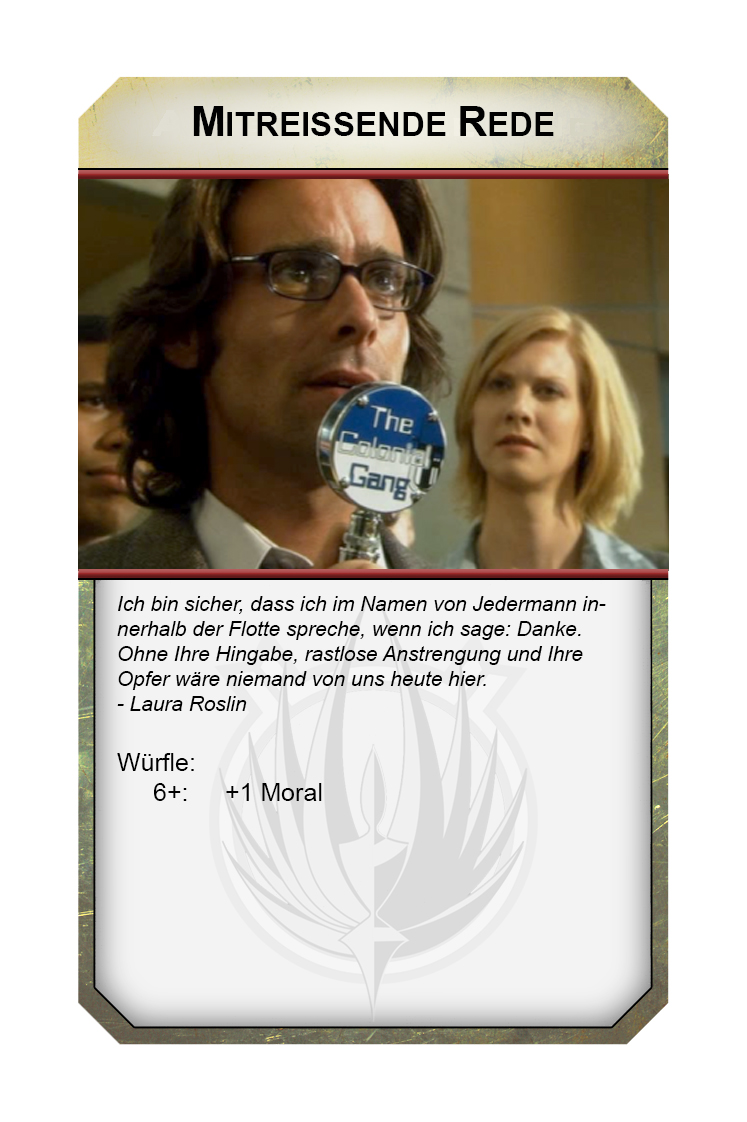 MITREISSENDE REDE
The
Colonial
Gang
Ich bin sicher, dass ich im Namen von Jedermann in-
nerhalb der Flotte spreche, wenn ich sage: Danke.
Ohne Ihre Hingabe, rastlose Anstrengung und Ihre
Opfer wäre niemand von uns heute hier.
- Laura Roslin
Würfle:
6+: +1 Moral